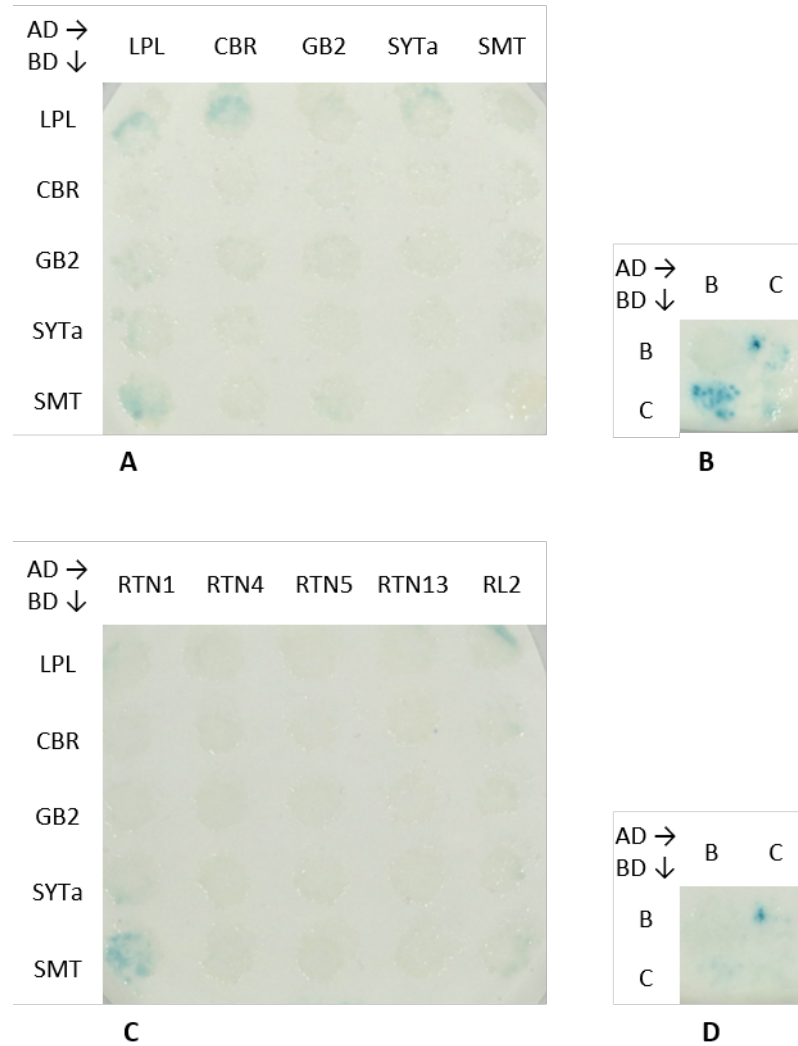 AD →
BD ↓
LPL CBR GB2 SYTa SMT
LPL
CBR
GB2
SYTa
SMT
A
AD →
BD ↓
B C
B
C
B
AD →
BD ↓
RTN1 RTN4 RTN5 RTN13 RL2
LPL
CBR
GB2
SYTa
SMT
C
AD →
BD ↓
B C
B
C
D